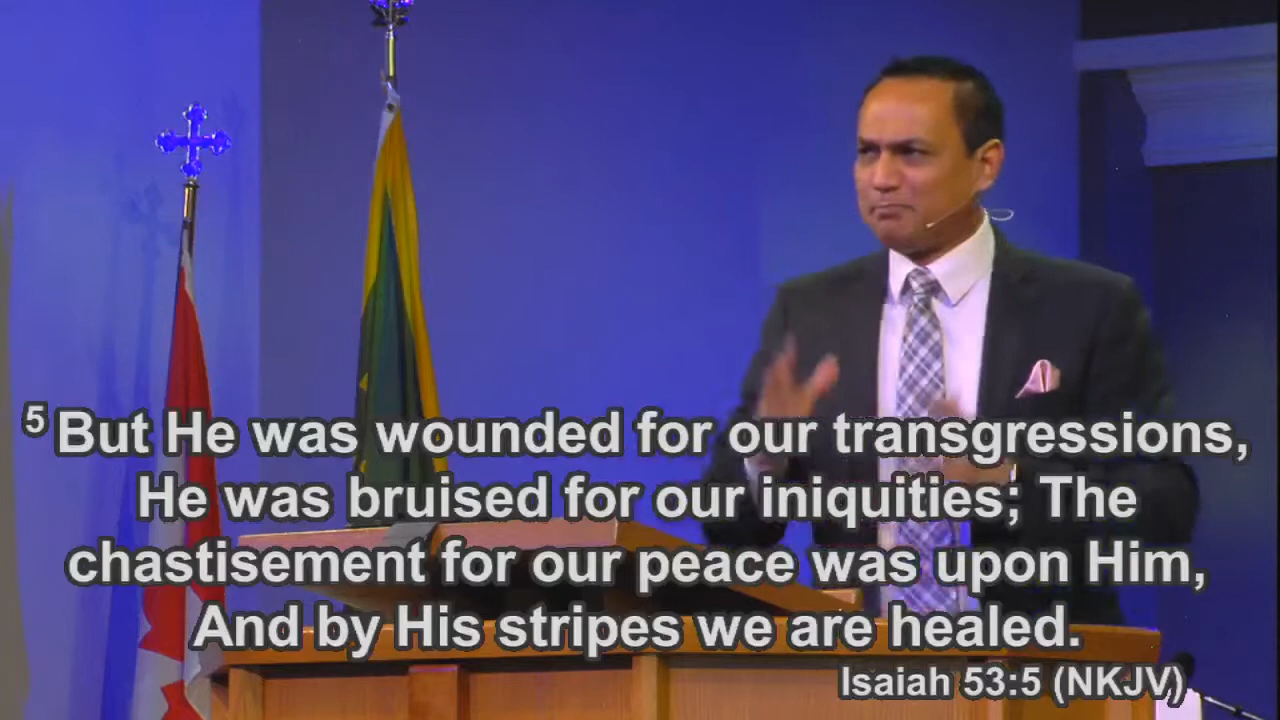 5 But He was wounded for our transgressions,
He was bruised for our iniquities; The
chastisement for our peace was upon Him,
And by His stripes we are healed.
Isaiah 53:5 (NKJV)